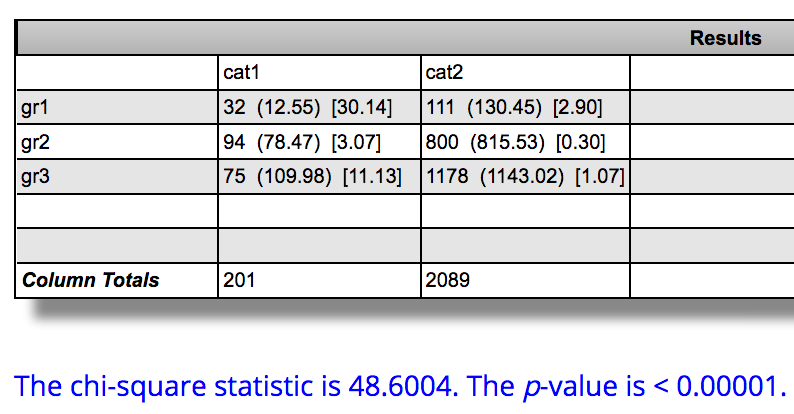 Results
cat1 cat2
gr1 32 (12.55) [30.14] 111 (130.45) [2.90]
gr2 94 (78.47) [3.07] 800 (815.53) [0.30]
gr3 75 (109.98) [11.13] 1178 (1143.02) [1.07]
Column Totals 201 2089
The chi-square statistic is 48.6004. The p-value is < 0.00001.